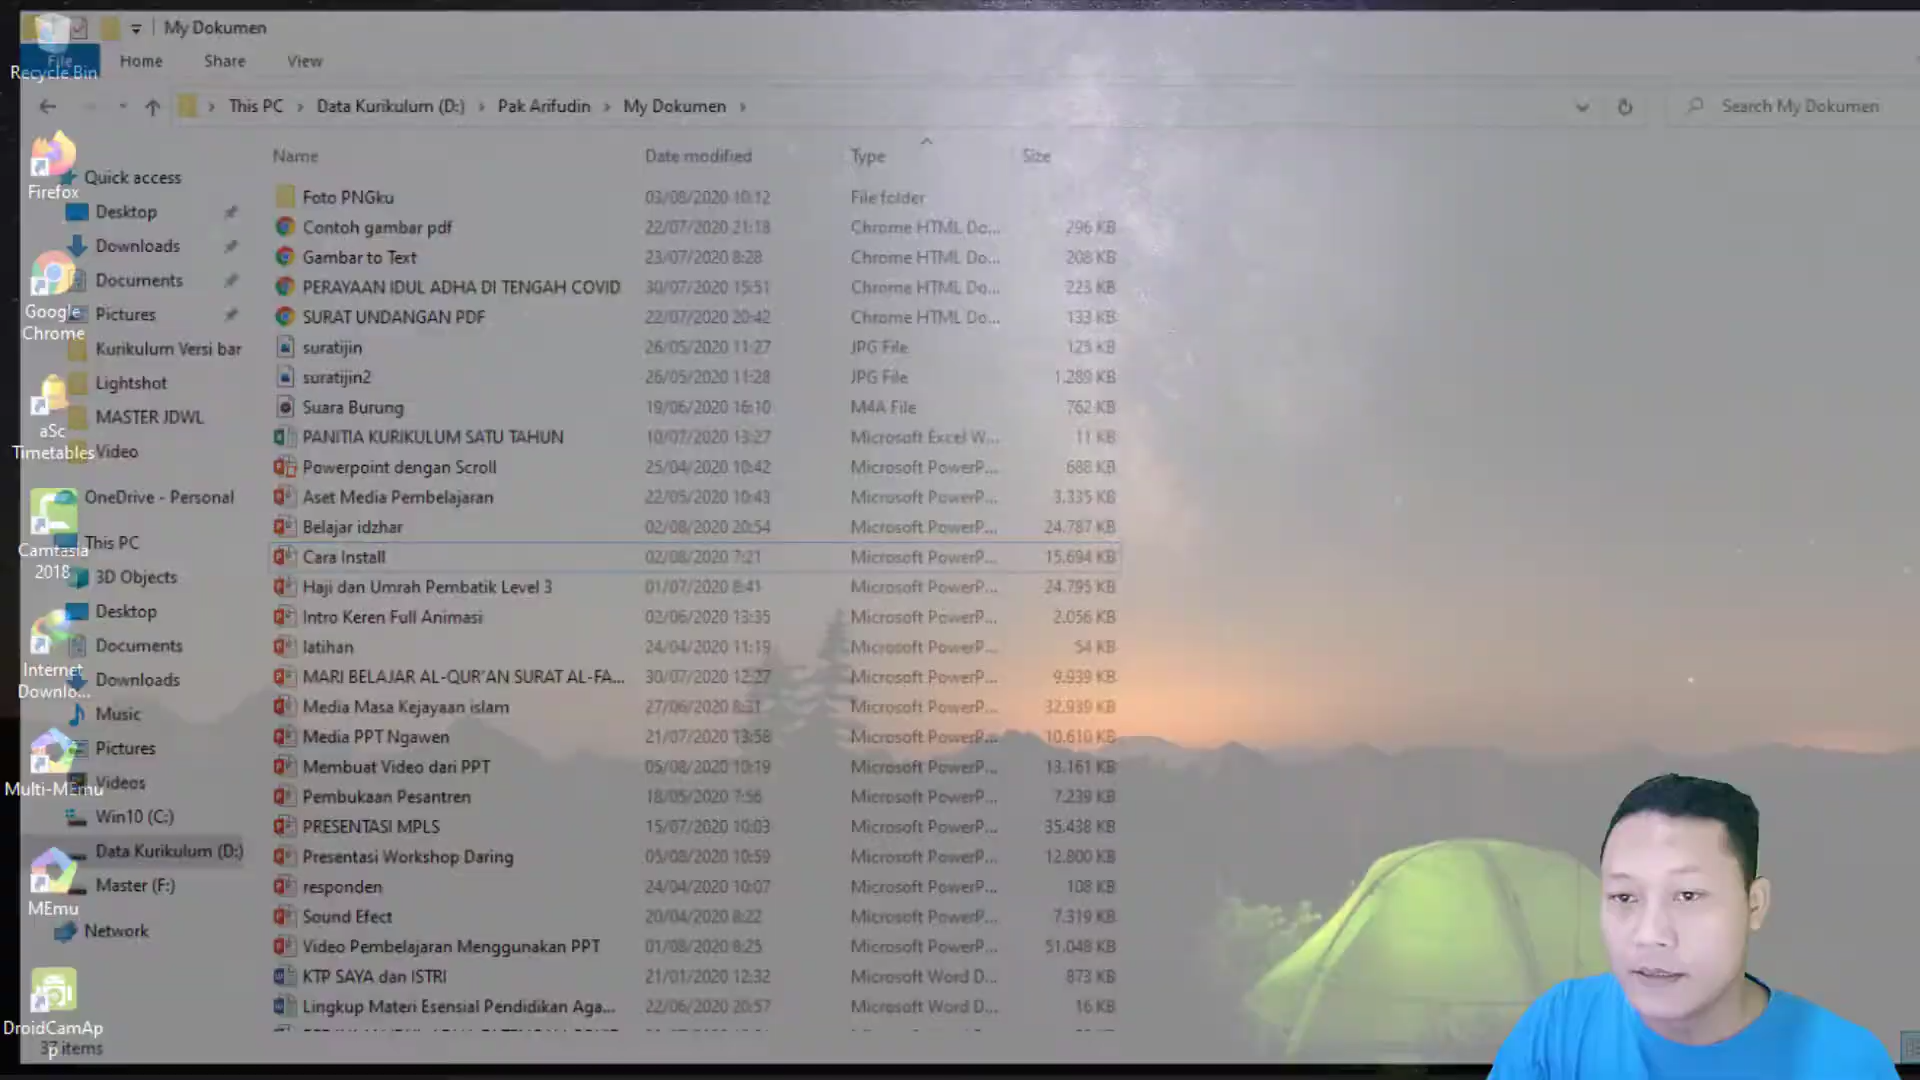 My Dokumen
File Home Share View
This PC Data Kurikulum (D:) Pak Arifudin My Dokumen Search My Dokumen
Name Date modified Type Size
Foto PNGku 03/08/2020 10:12 File folder
Contoh gambar pdf 22/07/2020 21:18 Chrome HTML Do... 296 KB
Gambar to Text 23/07/2020 8:28 Chrome HTML Do... 208 KB
PERAYAAN IDUL ADHA DI TENGAH COVID 30/07/2020 15:51 Chrome HTML Do... 223 KB
SURAT UNDANGAN PDF 22/07/2020 20:42 Chrome HTML Do... 133 KB
suratijin 26/05/2020 11:27 JPG File 123 KB
suratijin2 26/05/2020 11:28 JPG File 1.289 KB
Suara Burung 19/06/2020 16:10 M4A File 762 KB
PANITIA KURIKULUM SATU TAHUN 10/07/2020 13:27 Microsoft Excel W... 11 KB
Powerpoint dengan Scroll 25/04/2020 10:42 Microsoft PowerP... 688 KB
Aset Media Pembelajaran 22/05/2020 10:43 Microsoft PowerP... 3.335 KB
Belajar idzhar 02/08/2020 20:54 Microsoft PowerP... 24.787 KB
Cara Install 02/08/2020 7:21 Microsoft PowerP... 15.694 KB
Haji dan Umrah Pembatik Level 3 01/07/2020 8:41 Microsoft PowerP... 24.795 KB
Intro Keren Full Animasi 02/06/2020 13:35 Microsoft PowerP... 2.056 KB
latihan 24/04/2020 11:19 Microsoft PowerP... 54 KB
MARI BELAJAR AL-QUR'AN SURAT AL-FA... 30/07/2020 12:27 Microsoft PowerP... 9.939 KB
Media Masa Kejayaan islam 27/06/2020 8:31 Microsoft PowerP... 32.939 KB
Media PPT Ngawen 21/07/2020 13:58 Microsoft PowerP... 10.610 KB
Membuat Video dari PPT 05/08/2020 10:19 Microsoft PowerP... 13.161 KB
Pembukaan Pesantren 18/05/2020 7:56 Microsoft PowerP... 7.239 KB
PRESENTASI MPLS 15/07/2020 10:03 Microsoft PowerP... 35.438 KB
Presentasi Workshop Daring 05/08/2020 10:59 Microsoft PowerP... 12.800 KB
responden 24/04/2020 10:07 Microsoft PowerP... 108 KB
Sound Efect 20/04/2020 8:22 Microsoft PowerP... 7.319 KB
Video Pembelajaran Menggunakan PPT 01/08/2020 8:25 Microsoft PowerP... 51.048 KB
KTP SAYA dan ISTRI 21/01/2020 12:32 Microsoft Word D... 873 KB
Lingkup Materi Esensial Pendidikan Aga... 22/06/2020 20:57 Microsoft Word D... 16 KB
37 items
Quick access
Desktop
Downloads
Documents
Pictures
Kurikulum Versi bar
Lightshot
MASTER JDWL
Video
OneDrive - Personal
This PC
3D Objects
Desktop
Documents
Downloads
Music
Pictures
Videos
Win10 (C:)
Data Kurikulum (D:)
Master (F:)
Network
Recycle Bin
Firefox
Google
Chrome
aSc
Timetables
Camtasia
2018
Internet
Downlo...
Multi-MEmu
MEmu
DroidCamAp
p